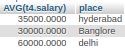 AVG(t4.salary) place
35000.0000 hyderabad
30000.0000 Banglore
60000.0000 delhi